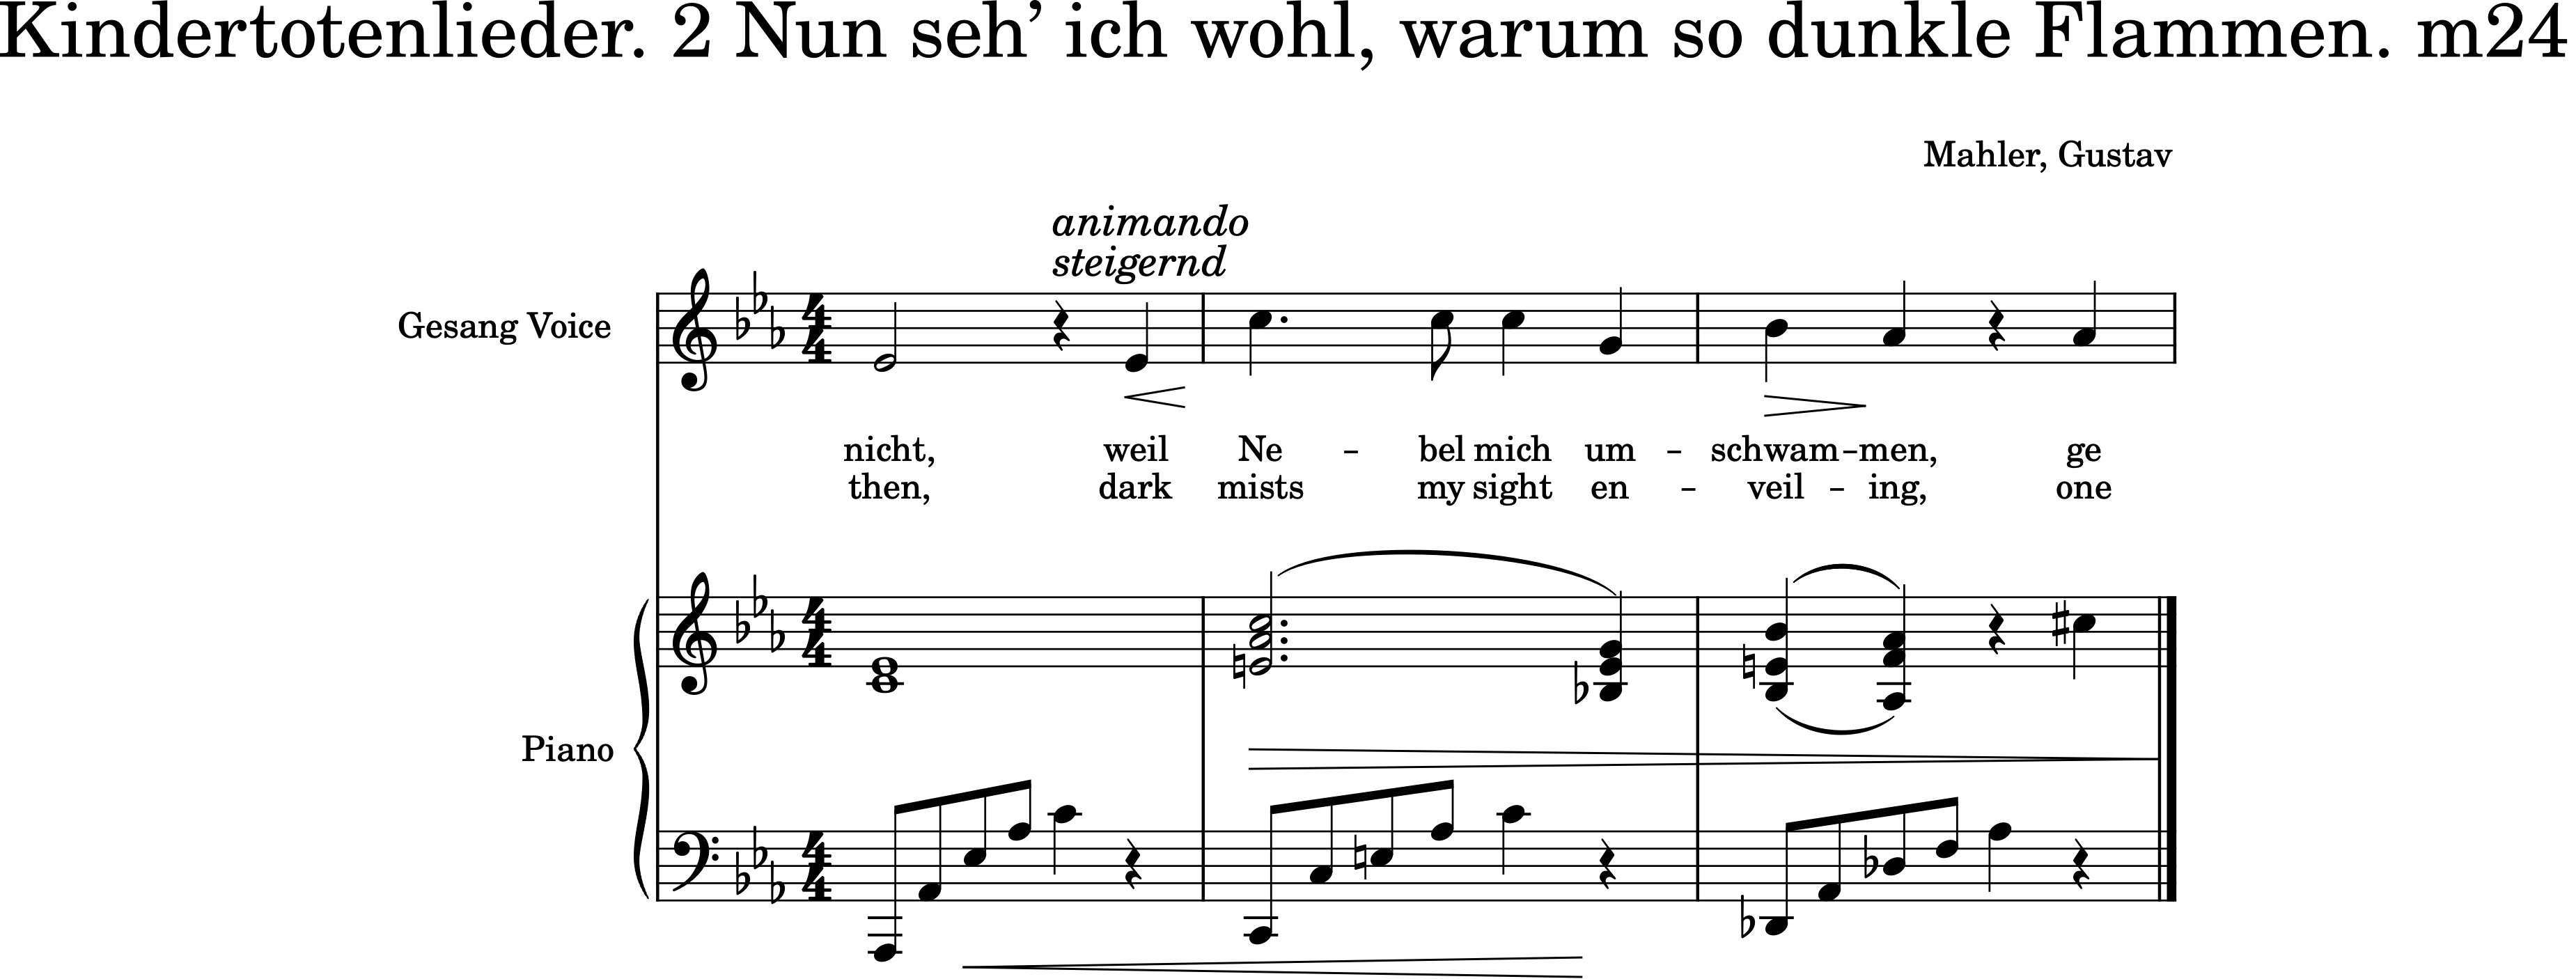 Kindertotenlieder. 2 Nun seh’ ich wohl, warum so dunkle Flammen. m24
Mahler, Gustav
animando
steigernd
Gesang Voice
nicht, weil Ne – bel mich um – schwam – men, ge
then, dark mists my sight en – veil – ing, one
Piano